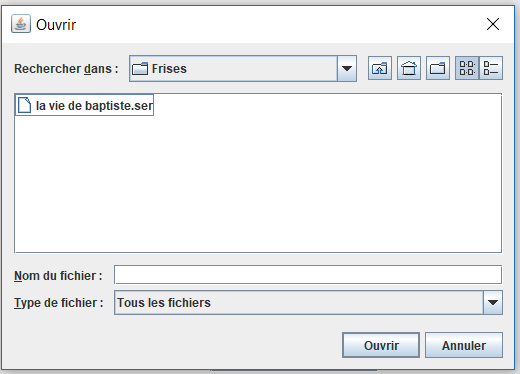 Ouvrir
Rechercher dans : Frises
la vie de baptiste.ser
Nom du fichier :
Type de fichier : Tous les fichiers
Ouvrir Annuler